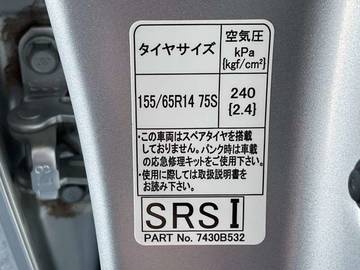 タイヤサイズ 空気圧
kPa
{kgf/cm²}
155/65R14 75S 240
{2.4}
・この車両はスペアタイヤを搭載
しておりません。パンク時は車載
の応急修理キットをご使用下さい。
・使用に際しては取扱説明書を
お読み下さい。
SRS I
PART No. 7430B532